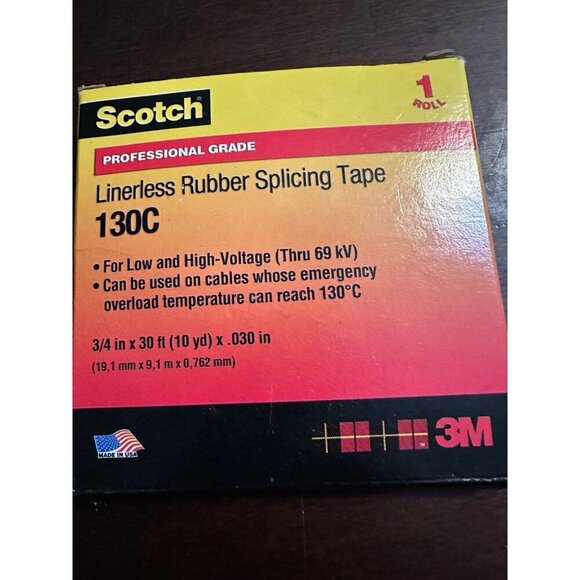 Scotch®
1
ROLL
PROFESSIONAL GRADE
Linerless Rubber Splicing Tape
130C
• For Low and High-Voltage (Thru 69 kV)
• Can be used on cables whose emergency
overload temperature can reach 130°C
3/4 in x 30 ft (10 yd) x .030 in
(19,1 mm x 9,1 m x 0,762 mm)
MADE IN USA
™
3M